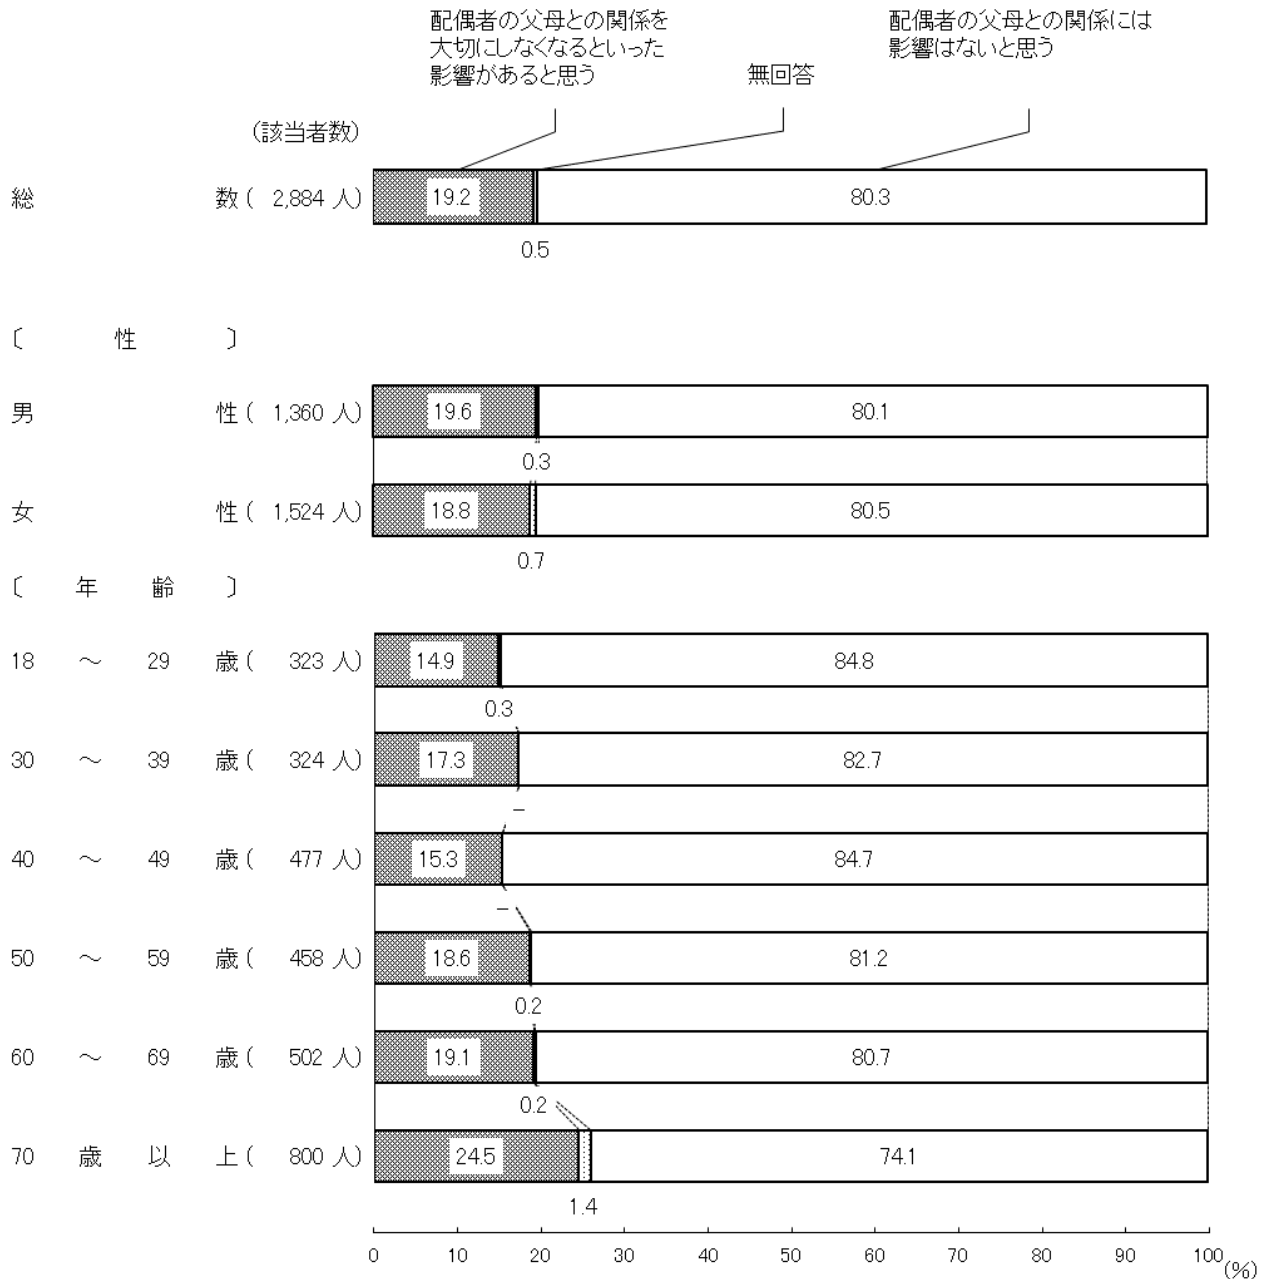 配偶者の父母との関係を
大切にしなくなるといった
影響があると思う
無回答
配偶者の父母との関係には
影響はないと思う
(該当者数)
総 数( 2,884 人) 19.2 80.3
0.5
〔 性 〕
男 性( 1,360 人) 19.6 80.1
0.3
女 性( 1,524 人) 18.8 80.5
0.7
〔 年 齢 〕
18 ～ 29 歳( 323 人) 14.9 84.8
0.3
30 ～ 39 歳( 324 人) 17.3 82.7
−
40 ～ 49 歳( 477 人) 15.3 84.7
−
50 ～ 59 歳( 458 人) 18.6 81.2
0.2
60 ～ 69 歳( 502 人) 19.1 80.7
0.2
70 歳 以 上( 800 人) 24.5 74.1
1.4
0 10 20 30 40 50 60 70 80 90 100
(%)